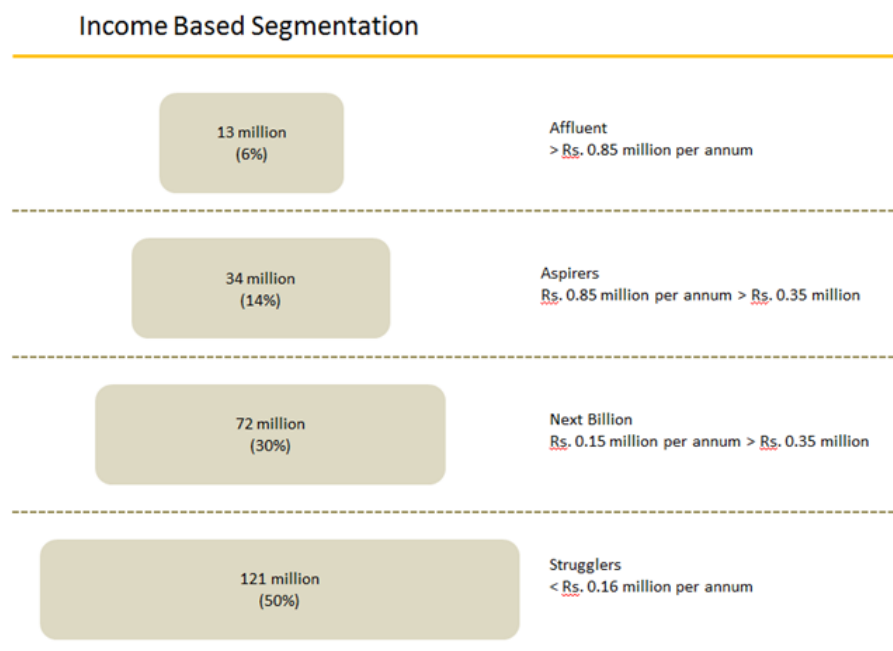 Income Based Segmentation
13 million
(6%)
Affluent
> Rs. 0.85 million per annum
34 million
(14%)
Aspirers
Rs. 0.85 million per annum > Rs. 0.35 million
72 million
(30%)
Next Billion
Rs. 0.15 million per annum > Rs. 0.35 million
121 million
(50%)
Strugglers
< Rs. 0.16 million per annum